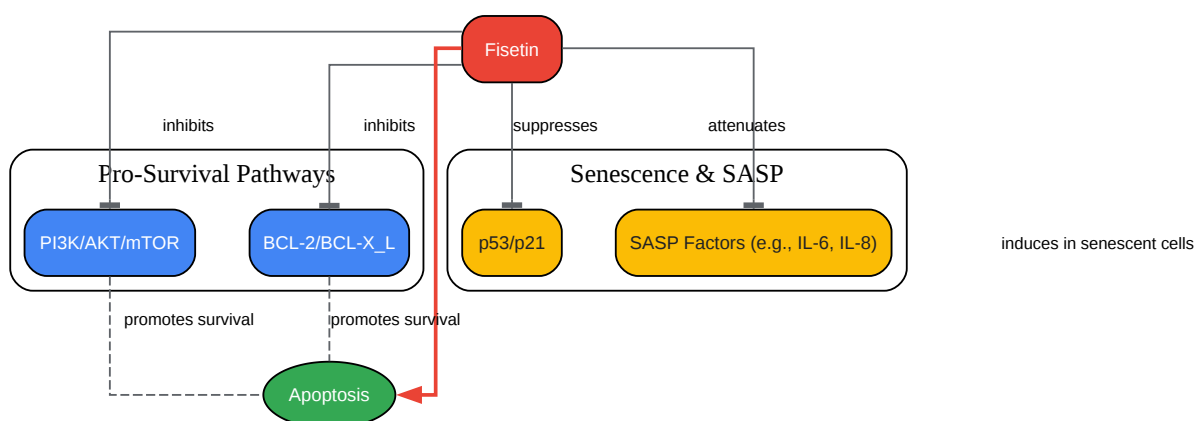 Fisetin
inhibits
inhibits
suppresses
attenuates
Pro-Survival Pathways
Senescence & SASP
PI3K/AKT/mTOR
BCL-2/BCL-X_L
p53/p21
SASP Factors (e.g., IL-6, IL-8)
induces in senescent cells
promotes survival
promotes survival
Apoptosis